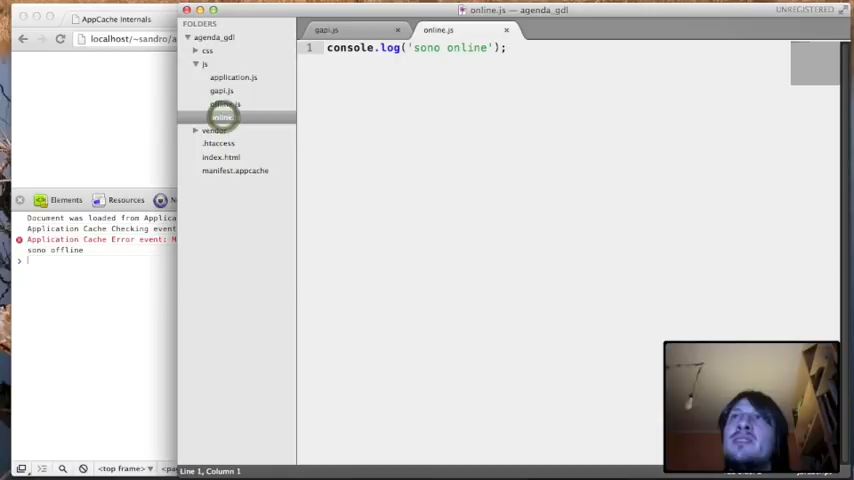 AppCache Internals
localhost/~sandro/a
Elements
Resources
Document was loaded from Applica
Application Cache Checking event
Application Cache Error event: M
sono offline
<top frame>
online.js — agenda_gdl
UNREGISTERED
FOLDERS
agenda_gdl
css
js
application.js
gapi.js
vendor
.htaccess
index.html
manifest.appcache
gapi.js
online.js
1 console.log('sono online');
Line 1, Column 1